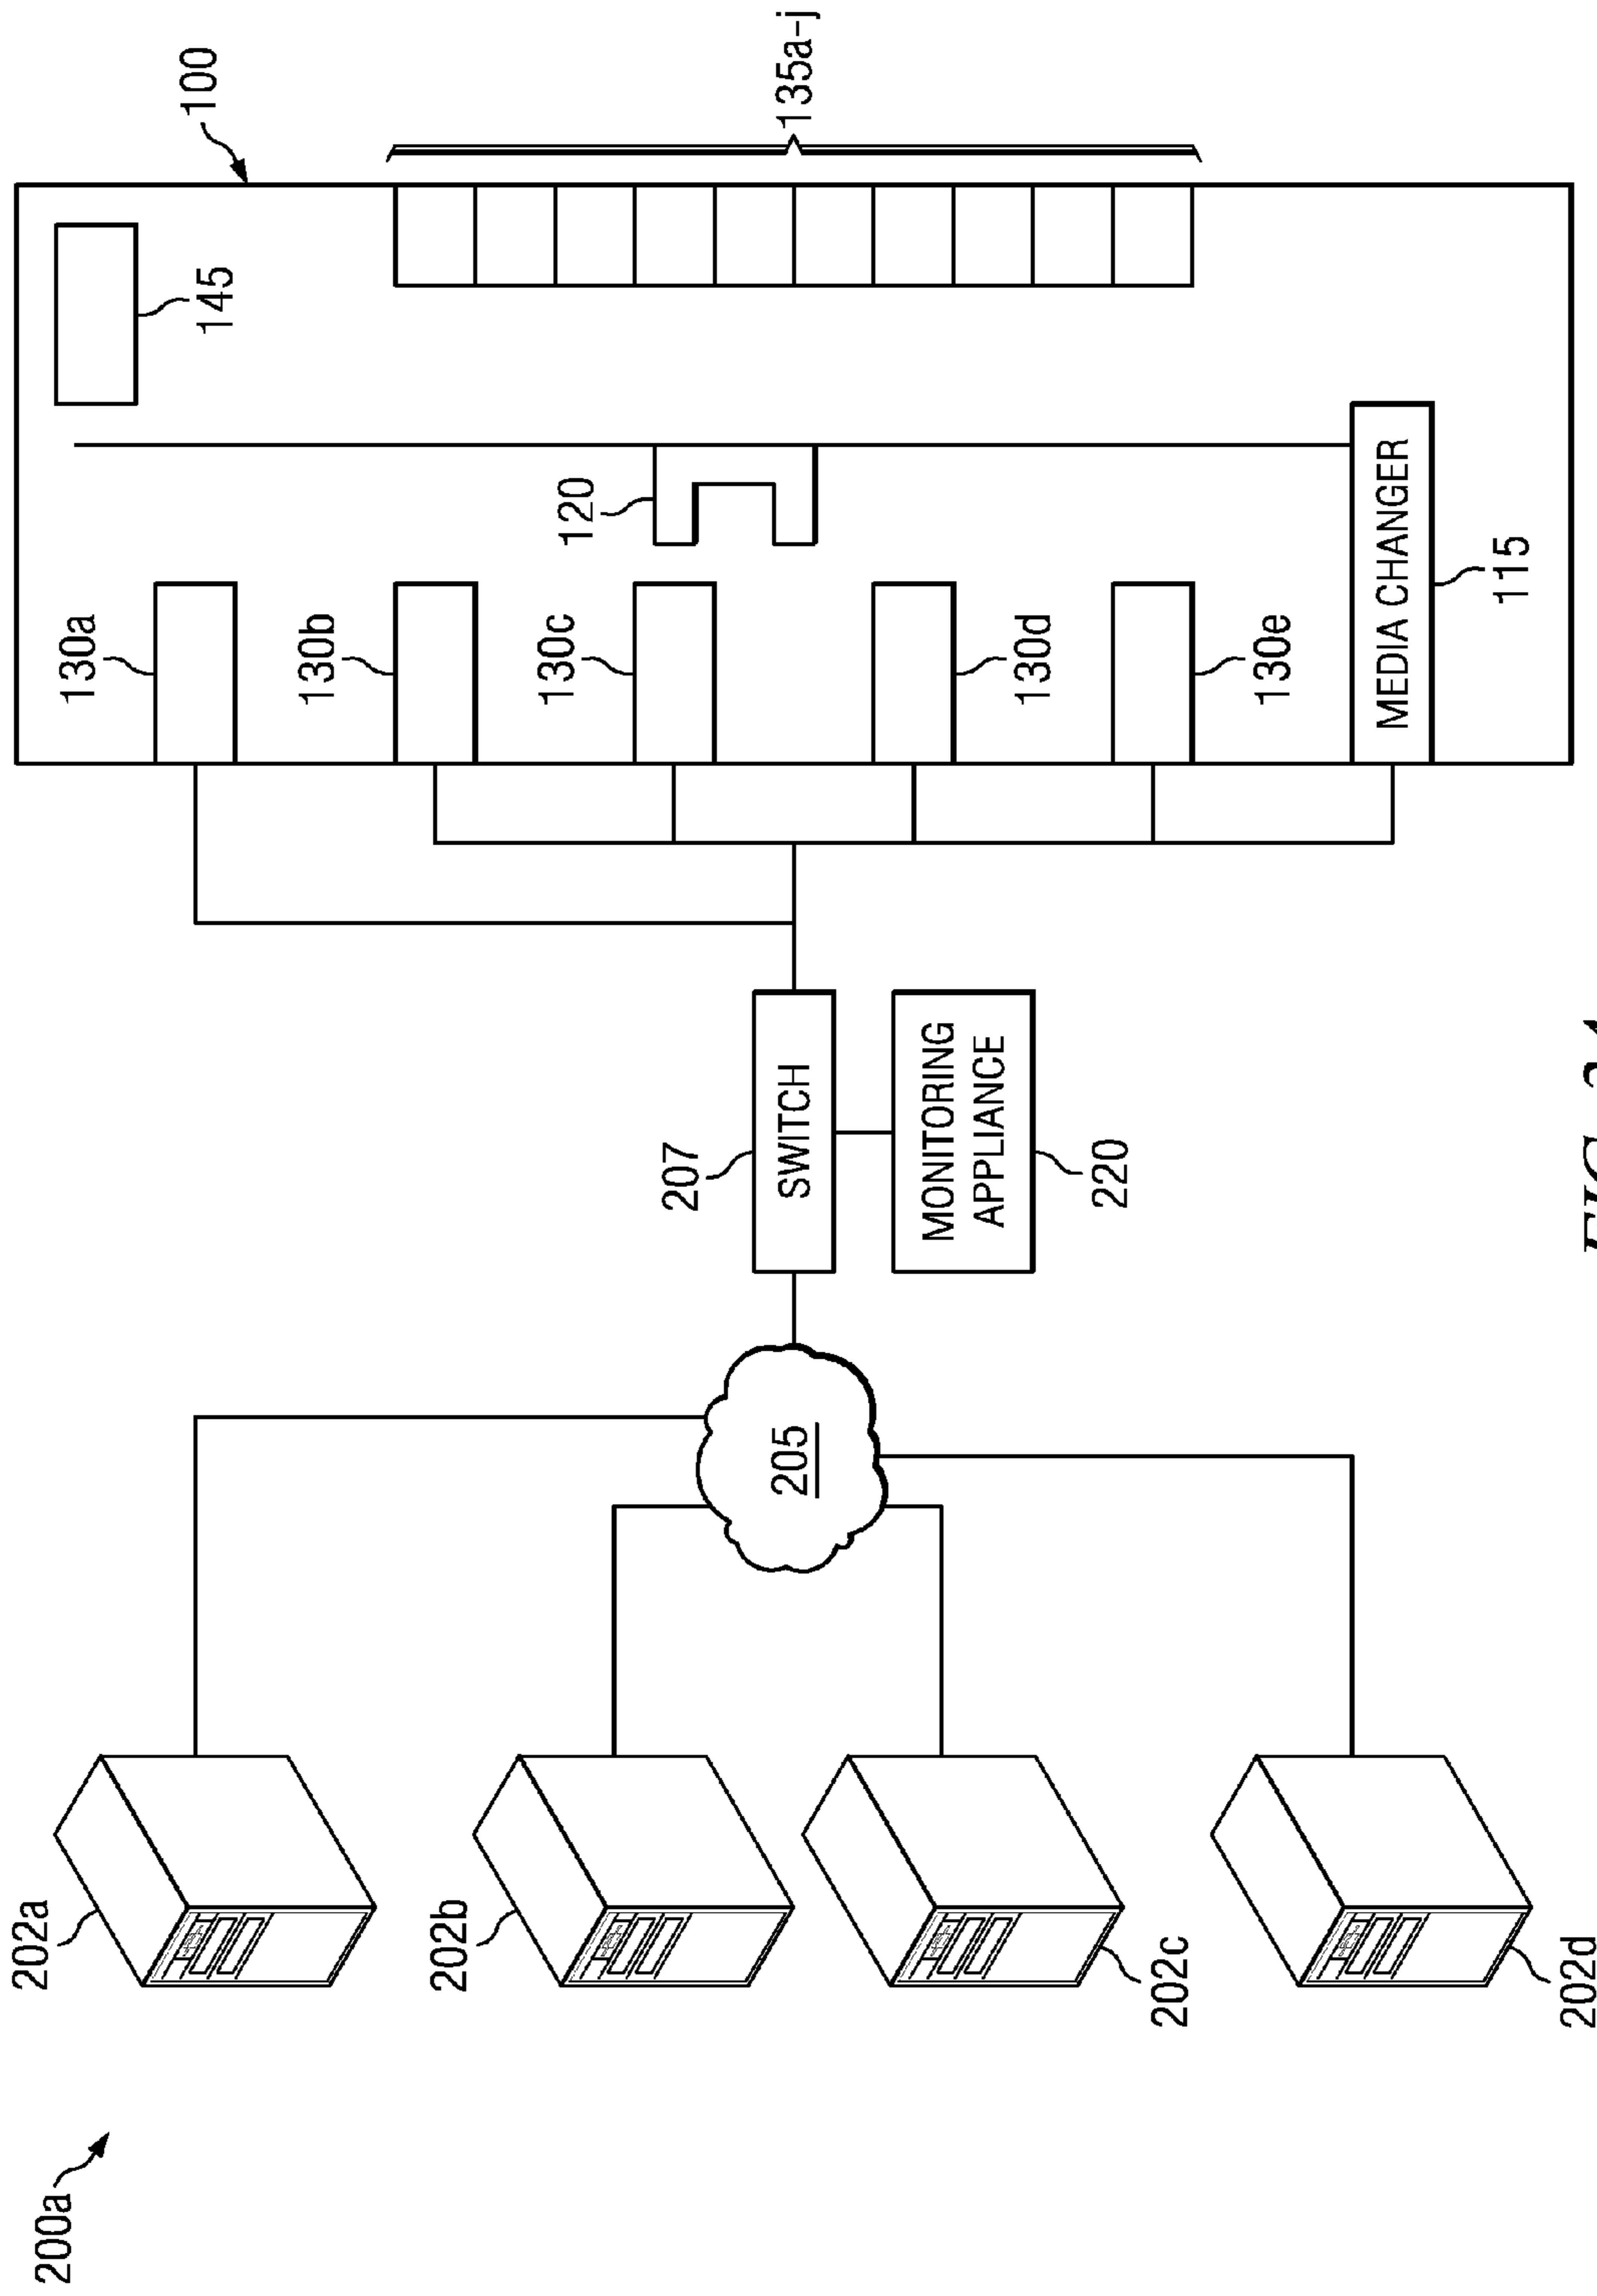 200a
202a
202b
202c
202d
205
207
SWITCH
MONITORING
APPLIANCE
220
100
130a
130b
130c
130d
130e
120
145
135a-j
MEDIA CHANGER
115